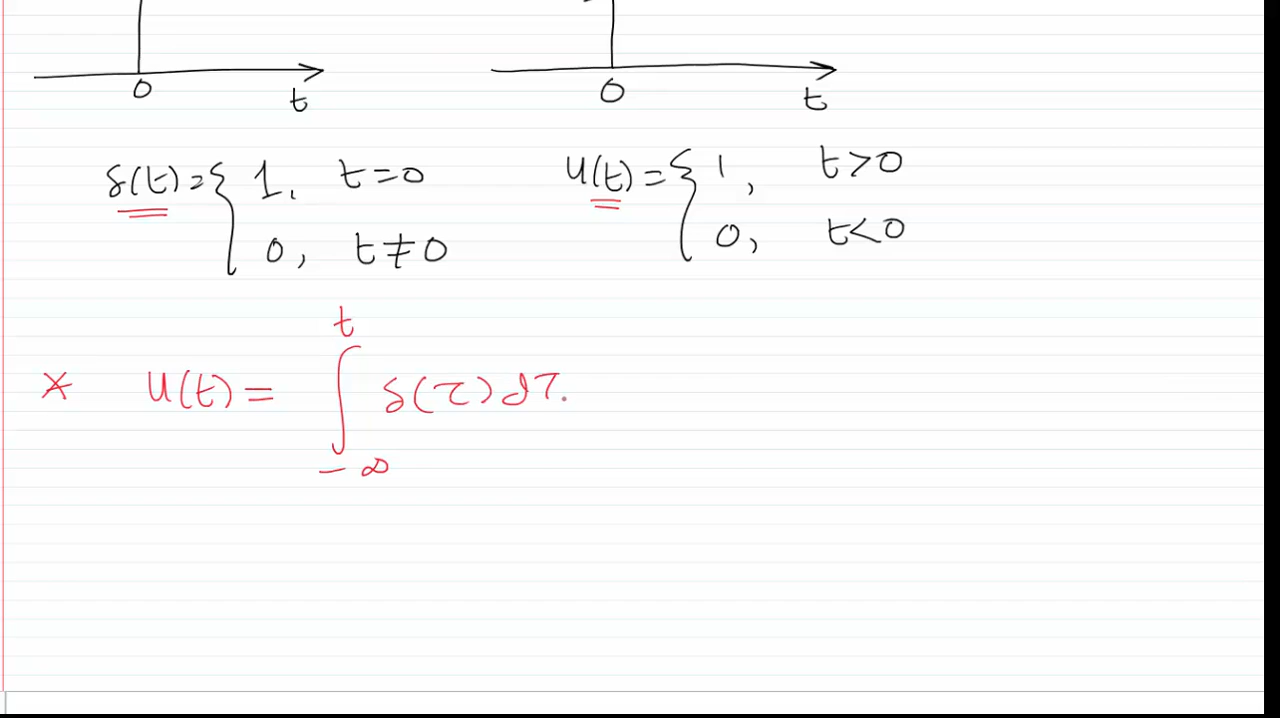 0 t 0 t
δ(t)={ 1, t=0 u(t)={ 1, t>0
0, t≠0 0, t<0
* u(t)= ∫_{-∞}^{t} δ(τ)dτ.